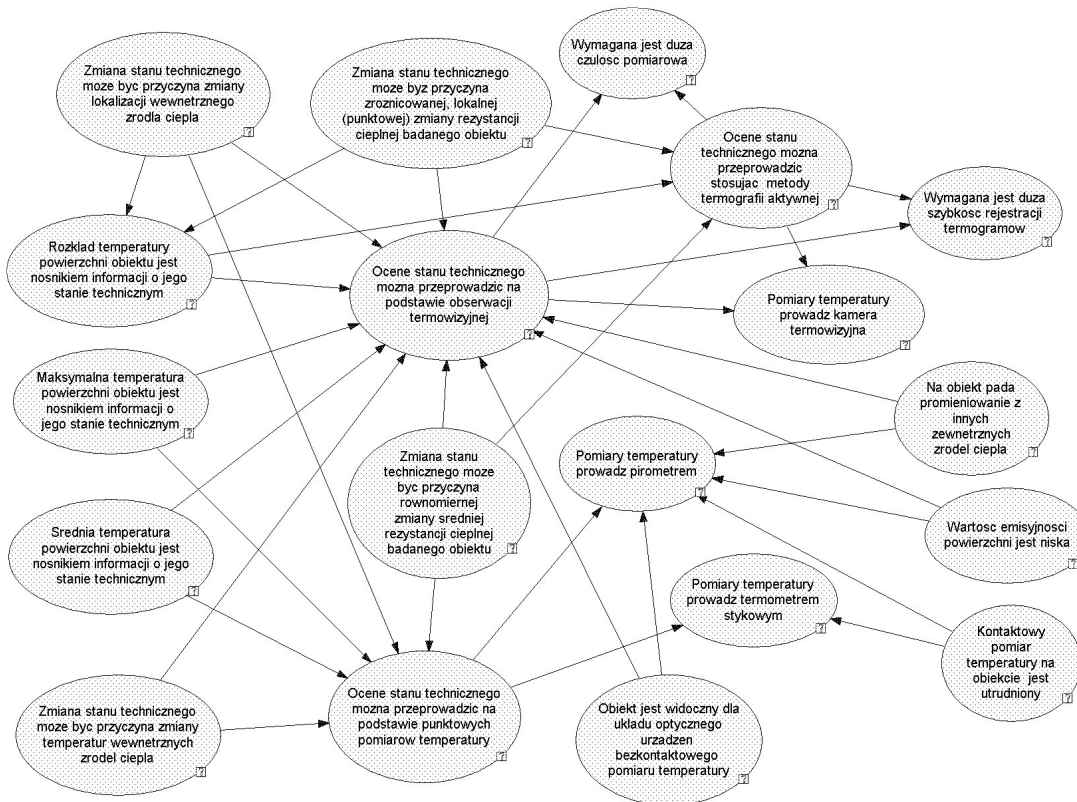 Zmiana stanu technicznego
moze byc przyczyna zmiany
lokalizacji wewnetrznego
zrodla ciepla
Zmiana stanu technicznego
moze byz przyczyna
zroznicowanej, lokalnej
(punktowej) zmiany rezystancji
cieplnej badanego obiektu
Wymagana jest duza
czulosc pomiarowa
Ocene stanu
technicznego mozna
przeprowadzic
stosujac metody
termografii aktywnej
Wymagana jest duza
szybkosc rejestracji
termogramow
Rozklad temperatury
powierzchni obiektu jest
nosnikiem informacji o jego
stanie technicznym
Ocene stanu technicznego
mozna przeprowadzic na
podstawie obserwacji
termowizyjnej
Pomiary temperatury
prowadz kamera
termowizyjna
Maksymalna temperatura
powierzchni obiektu jest
nosnikiem informacji o
jego stanie technicznym
Na obiekt pada
promieniowanie z
innych
zewnetrznych
zrodel ciepla
Zmiana stanu
technicznego moze
byc przyczyna
rownomiernej
zmiany sredniej
rezystancji cieplnej
badanego obiektu
Pomiary temperatury
prowadz pirometrem
Srednia temperatura
powierzchni obiektu jest
nosnikiem informacji o jego
stanie technicznym
Wartosc emisyjnosci
powierzchni jest niska
Pomiary temperatury
prowadz termometrem
stykowym
Kontaktowy
pomiar
temperatury na
obiekcie jest
utrudniony
Zmiana stanu technicznego
moze byc przyczyna zmiany
temperatur wewnetrznych
zrodel ciepla
Ocene stanu technicznego
mozna przeprowadzic na
podstawie punktowych
pomiarow temperatury
Obiekt jest widoczny dla
ukladu optycznego
urzadzen
bezkontaktowego
pomiaru temperatury